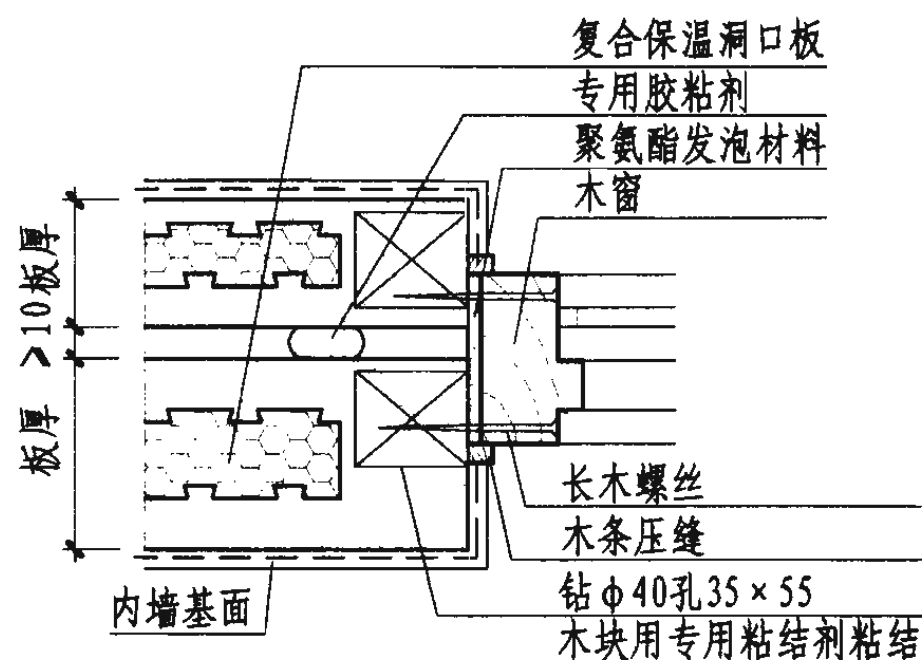 复合保温洞口板
专用胶粘剂
聚氨酯发泡材料
木窗
板厚
>10
板厚
长木螺丝
木条压缝
内墙基面
钻ϕ40孔35×55
木块用专用粘结剂粘结